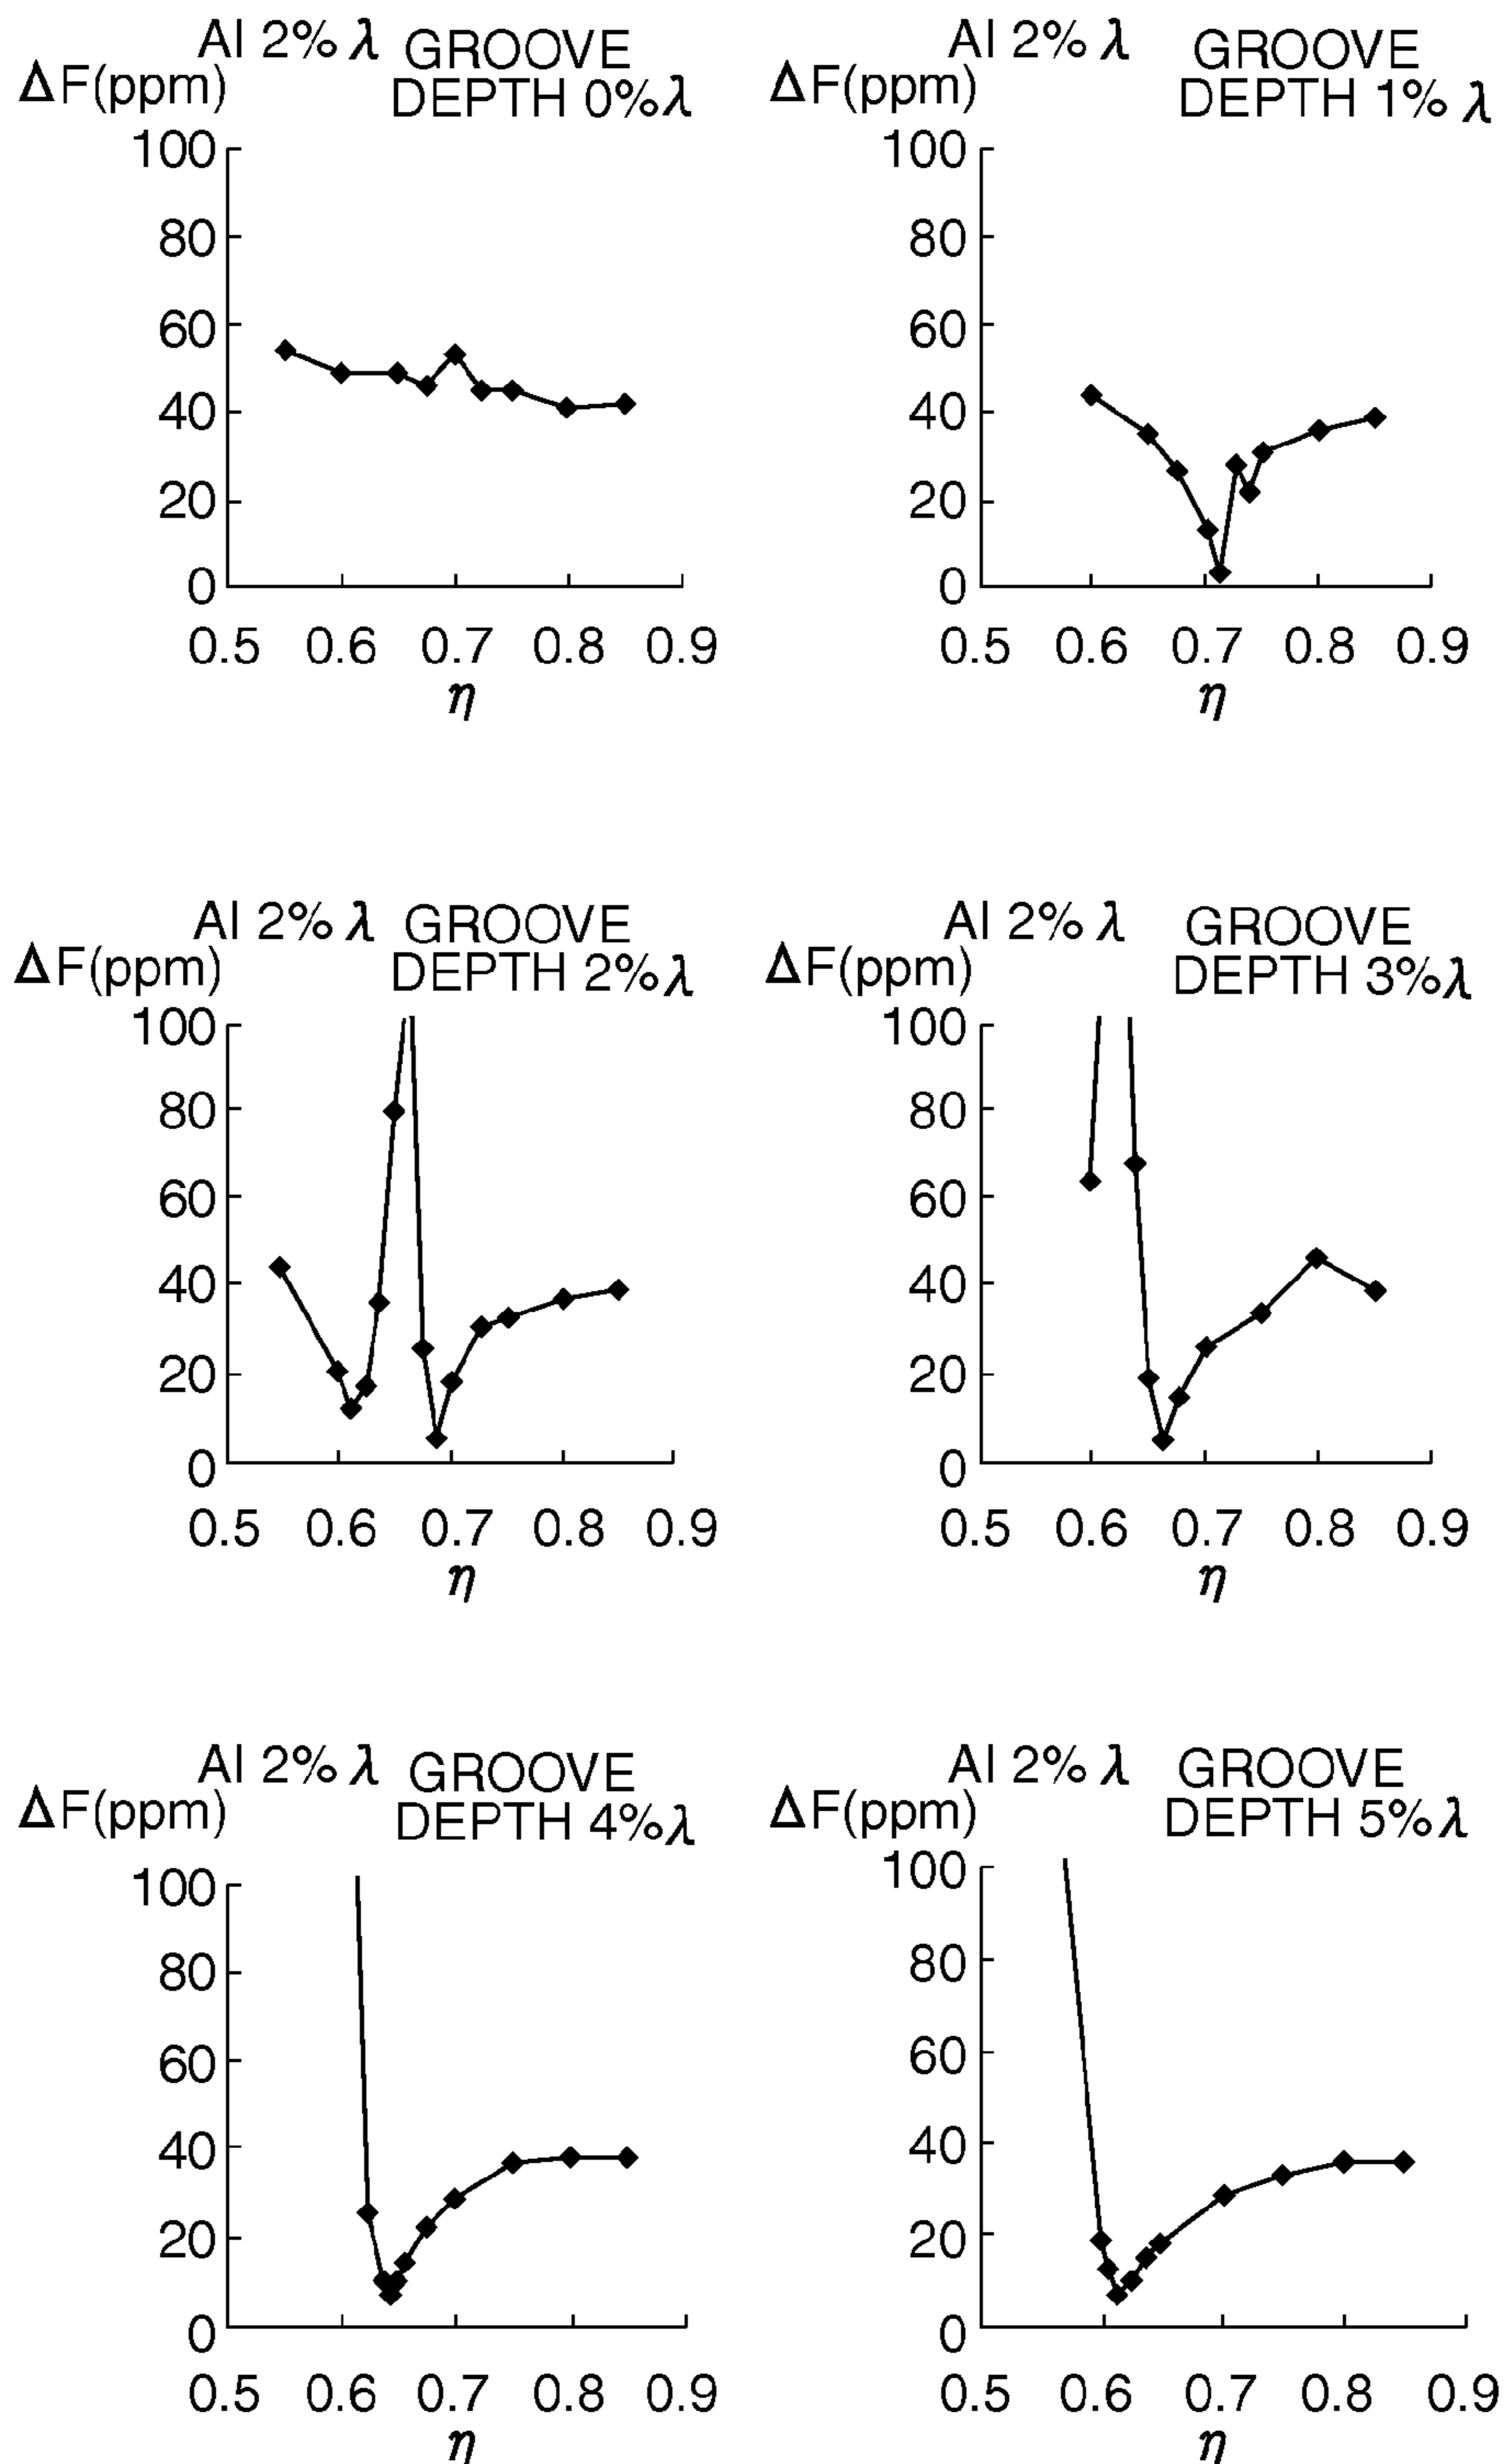 Al 2% λ GROOVE
ΔF(ppm) DEPTH 0%λ
100
80
60
40
20
0
0.5 0.6 0.7 0.8 0.9
η
Al 2% λ GROOVE
ΔF(ppm) DEPTH 1% λ
100
80
60
40
20
0
0.5 0.6 0.7 0.8 0.9
η
Al 2% λ GROOVE
ΔF(ppm) DEPTH 2%λ
100
80
60
40
20
0
0.5 0.6 0.7 0.8 0.9
η
Al 2% λ GROOVE
ΔF(ppm) DEPTH 3%λ
100
80
60
40
20
0
0.5 0.6 0.7 0.8 0.9
η
Al 2% λ GROOVE
ΔF(ppm) DEPTH 4%λ
100
80
60
40
20
0
0.5 0.6 0.7 0.8 0.9
η
Al 2% λ GROOVE
ΔF(ppm) DEPTH 5%λ
100
80
60
40
20
0
0.5 0.6 0.7 0.8 0.9
η